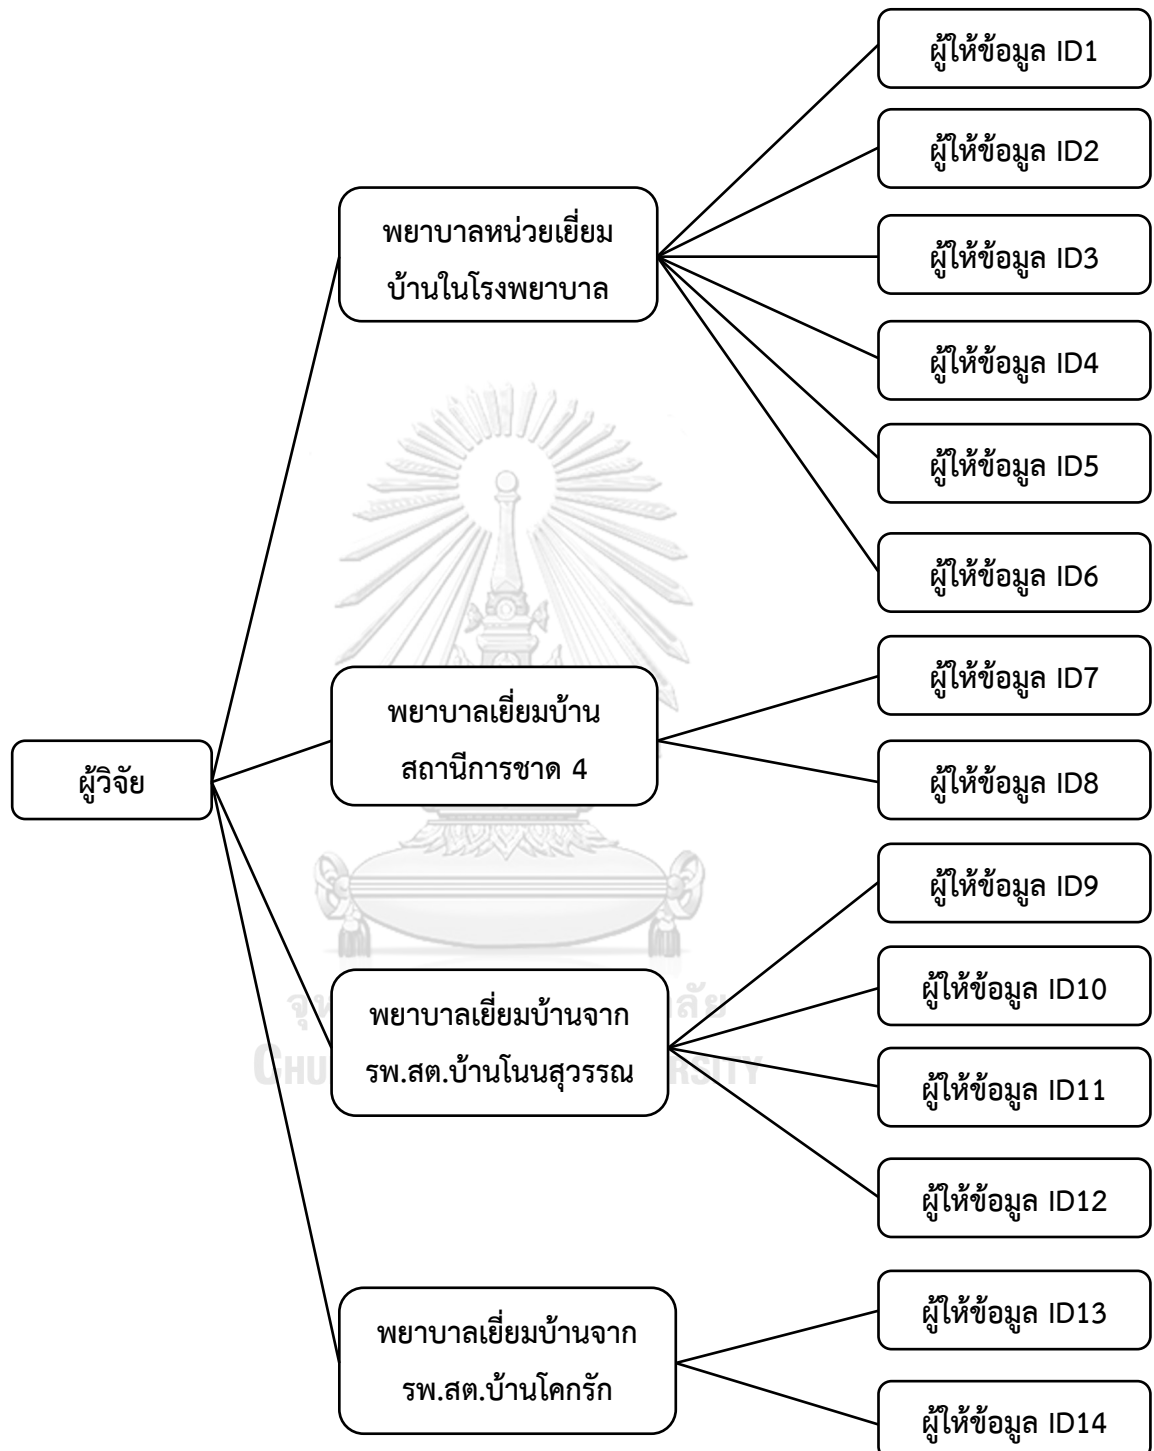 ผู้วิจัย
พยาบาลหน่วยเยี่ยม
บ้านในโรงพยาบาล
ผู้ให้ข้อมูล ID1
ผู้ให้ข้อมูล ID2
ผู้ให้ข้อมูล ID3
ผู้ให้ข้อมูล ID4
ผู้ให้ข้อมูล ID5
ผู้ให้ข้อมูล ID6
พยาบาลเยี่ยมบ้าน
สถานีการชาด 4
ผู้ให้ข้อมูล ID7
ผู้ให้ข้อมูล ID8
พยาบาลเยี่ยมบ้านจาก
รพ.สต.บ้านโนนสุวรรณ
ผู้ให้ข้อมูล ID9
ผู้ให้ข้อมูล ID10
ผู้ให้ข้อมูล ID11
ผู้ให้ข้อมูล ID12
พยาบาลเยี่ยมบ้านจาก
รพ.สต.บ้านโคกรัก
ผู้ให้ข้อมูล ID13
ผู้ให้ข้อมูล ID14